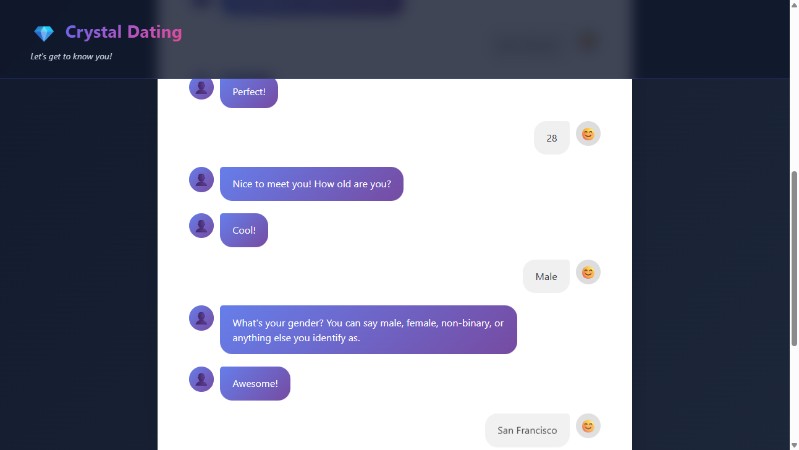 Crystal Dating
Let's get to know you!
Perfect!
28
Nice to meet you! How old are you?
Cool!
Male
What's your gender? You can say male, female, non-binary, or
anything else you identify as.
Awesome!
San Francisco